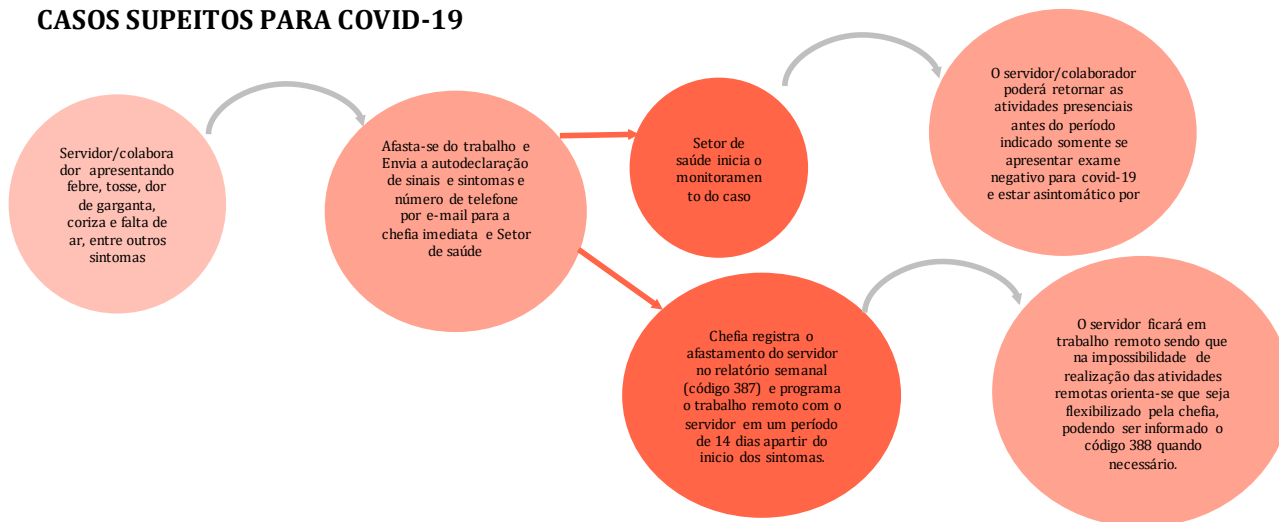 CASOS SUPEITOS PARA COVID-19
Servidor/colabora
dor apresentando
febre, tosse, dor
de garganta,
coriza e falta de
ar, entre outros
sintomas
Afasta-se do trabalho e
Envia a autodeclaração
de sinais e sintomas e
número de telefone
por e-mail para a
chefia imediata e Setor
de saúde
Setor de
saúde inicia o
monitoramen
to do caso
O servidor/colaborador
poderá retornar as
atividades presenciais
antes do período
indicado somente se
apresentar exame
negativo para covid-19
e estar asintomático por
Chefia registra o
afastamento do servidor
no relatório semanal
(código 387) e programa
o trabalho remoto com o
servidor em um período
de 14 dias apartir do
inicio dos sintomas.
O servidor ficará em
trabalho remoto sendo que
na impossibilidade de
realização das atividades
remotas orienta-se que seja
flexibilizado pela chefia,
podendo ser informado o
código 388 quando
necessário.